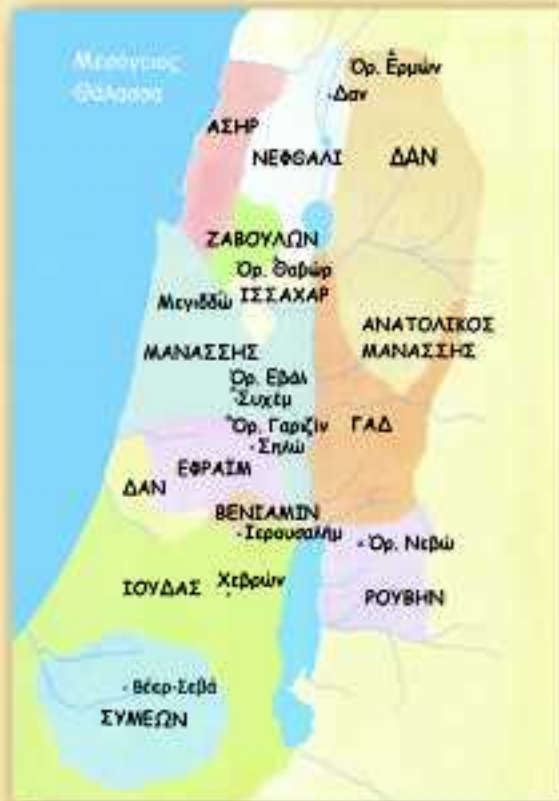 Μεσόγειος
Θάλασσα
Όρ. Ερμών
-Δαν
ΑΣΗΡ
ΝΕΦΘΑΛΙ
ΔΑΝ
ΖΑΒΟΥΛΩΝ
Όρ. Θαβώρ
Μεγιδδώ
ΙΣΣΑΧΑΡ
ΑΝΑΤΟΛΙΚΟΣ
ΜΑΝΑΣΣΗΣ
ΜΑΝΑΣΣΗΣ
Όρ. Εβάλ
-Συχέμ
Όρ. Γαριζίν
ΓΑΔ
-Σηλώ
ΕΦΡΑΪΜ
ΔΑΝ
ΒΕΝΙΑΜΙΝ
-Ιερουσαλήμ
-Όρ. Νεβώ
ΙΟΥΔΑΣ
Χεβρών
ΡΟΥΒΗΝ
-Βέερ-Σεβά
ΣΥΜΕΩΝ